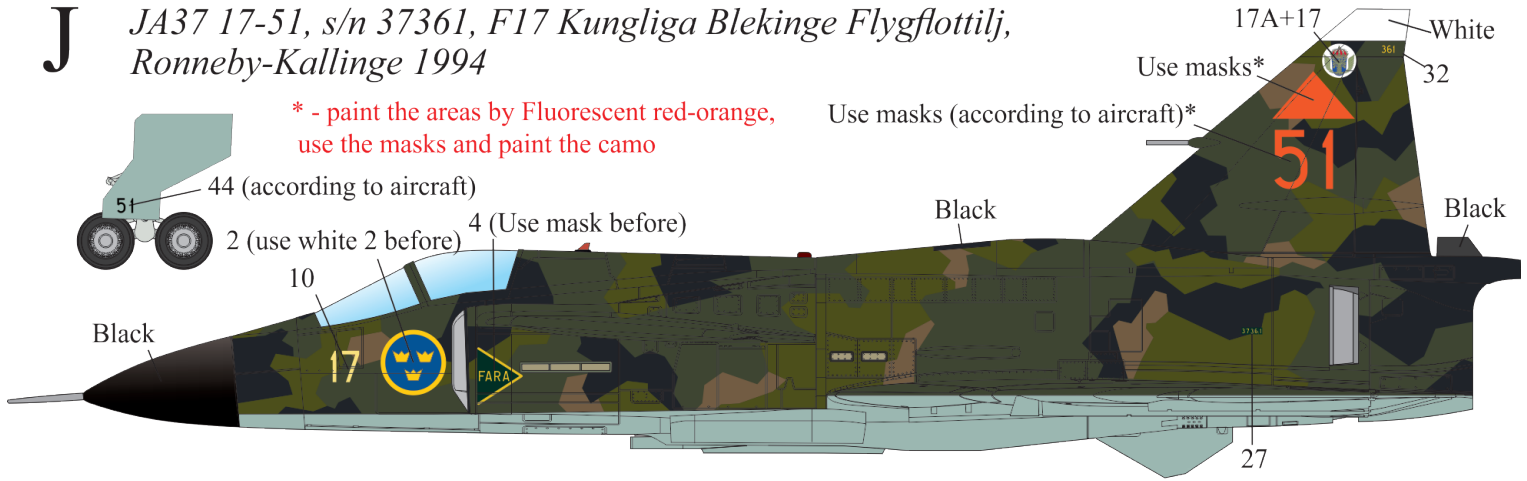 J
JA37 17-51, s/n 37361, F17 Kungliga Blekinge Flygflottilj,
Ronneby-Kallinge 1994
* - paint the areas by Fluorescent red-orange,
use the masks and paint the camo
44 (according to aircraft)
51
2 (use white 2 before)
4 (Use mask before)
10
Black
17
FARA
Black
17A+17
White
361
32
Use masks*
Use masks (according to aircraft)*
51
Black
37361
27